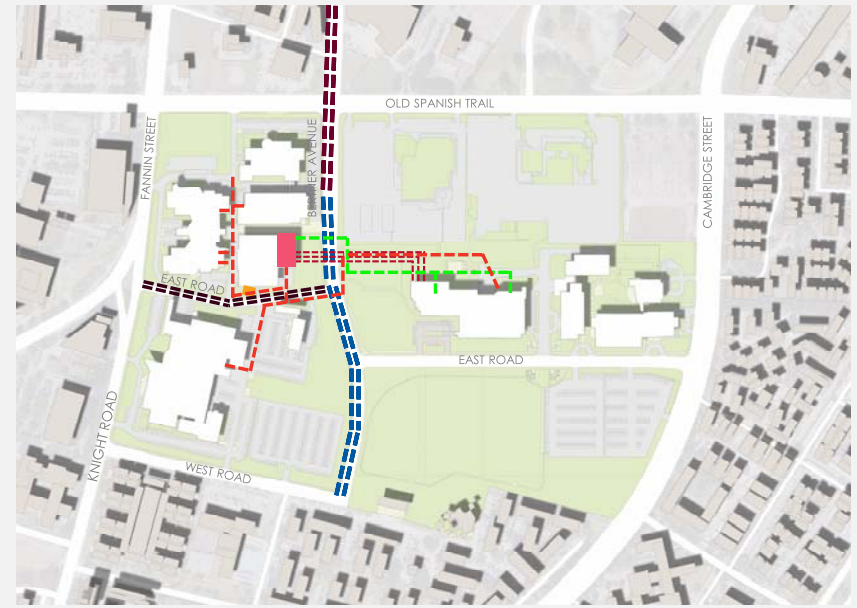 OLD SPANISH TRAIL
FANNIN STREET
BERTNER AVENUE
CAMBRIDGE STREET
EAST ROAD
EAST ROAD
KNIGHT ROAD
WEST ROAD